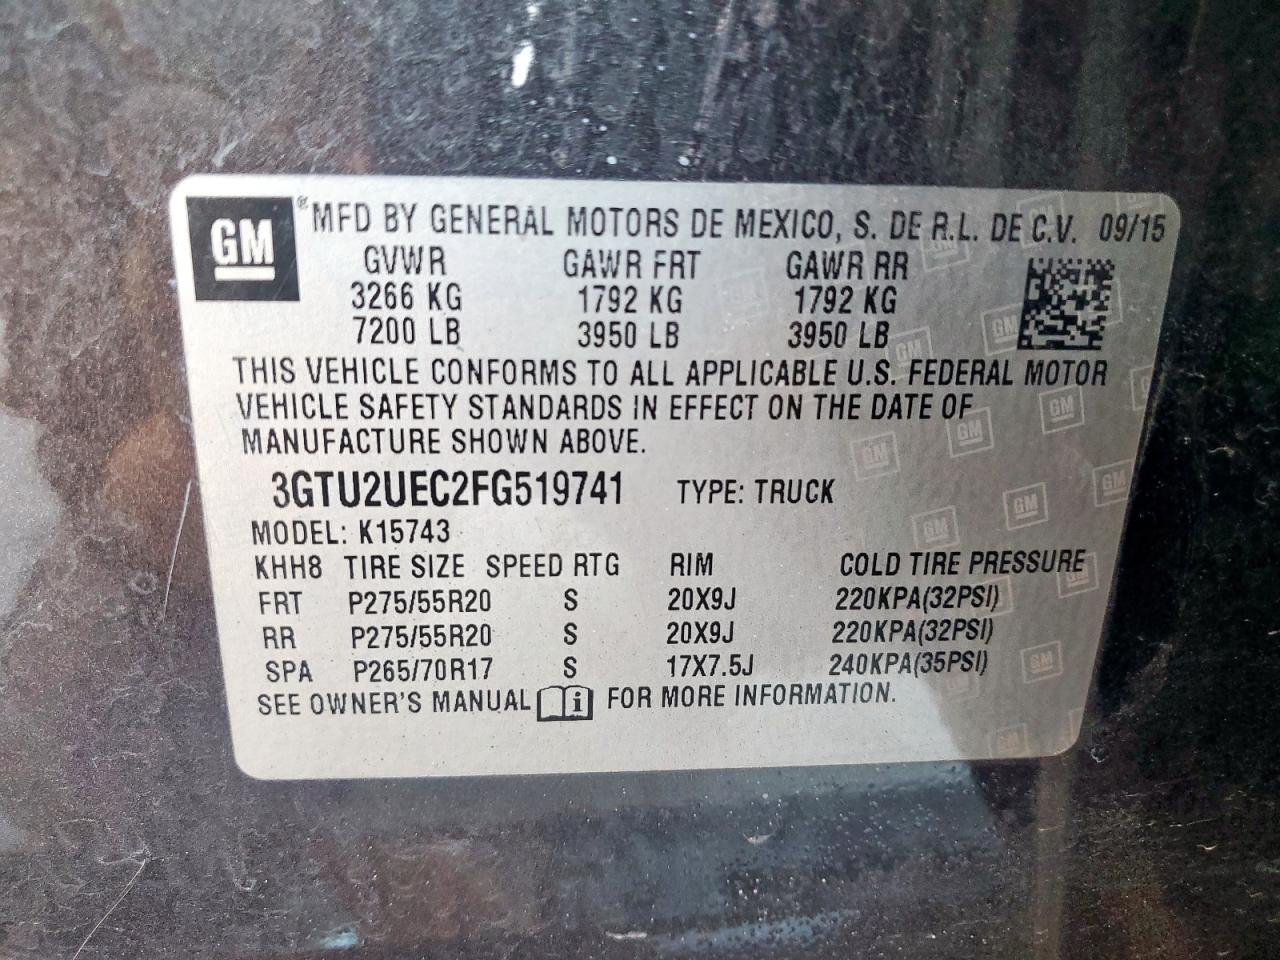 GM ® MFD BY GENERAL MOTORS DE MEXICO, S. DE R.L. DE C.V. 09/15
GVWR GAWR FRT GAWR RR
3266 KG 1792 KG 1792 KG
7200 LB 3950 LB 3950 LB
THIS VEHICLE CONFORMS TO ALL APPLICABLE U.S. FEDERAL MOTOR
VEHICLE SAFETY STANDARDS IN EFFECT ON THE DATE OF
MANUFACTURE SHOWN ABOVE.
3GTU2UEC2FG519741 TYPE: TRUCK
MODEL: K15743
KHH8 TIRE SIZE SPEED RTG RIM COLD TIRE PRESSURE
FRT P275/55R20 S 20X9J 220KPA(32PSI)
RR P275/55R20 S 20X9J 220KPA(32PSI)
SPA P265/70R17 S 17X7.5J 240KPA(35PSI)
SEE OWNER'S MANUAL i FOR MORE INFORMATION.